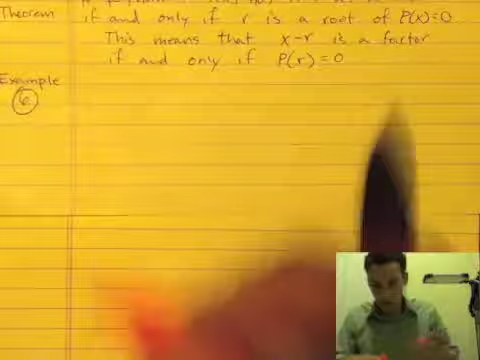 Theorem if and only if r is a root of P(x)=0
This means that x-r is a factor
if and only if P(r)=0
Example
6